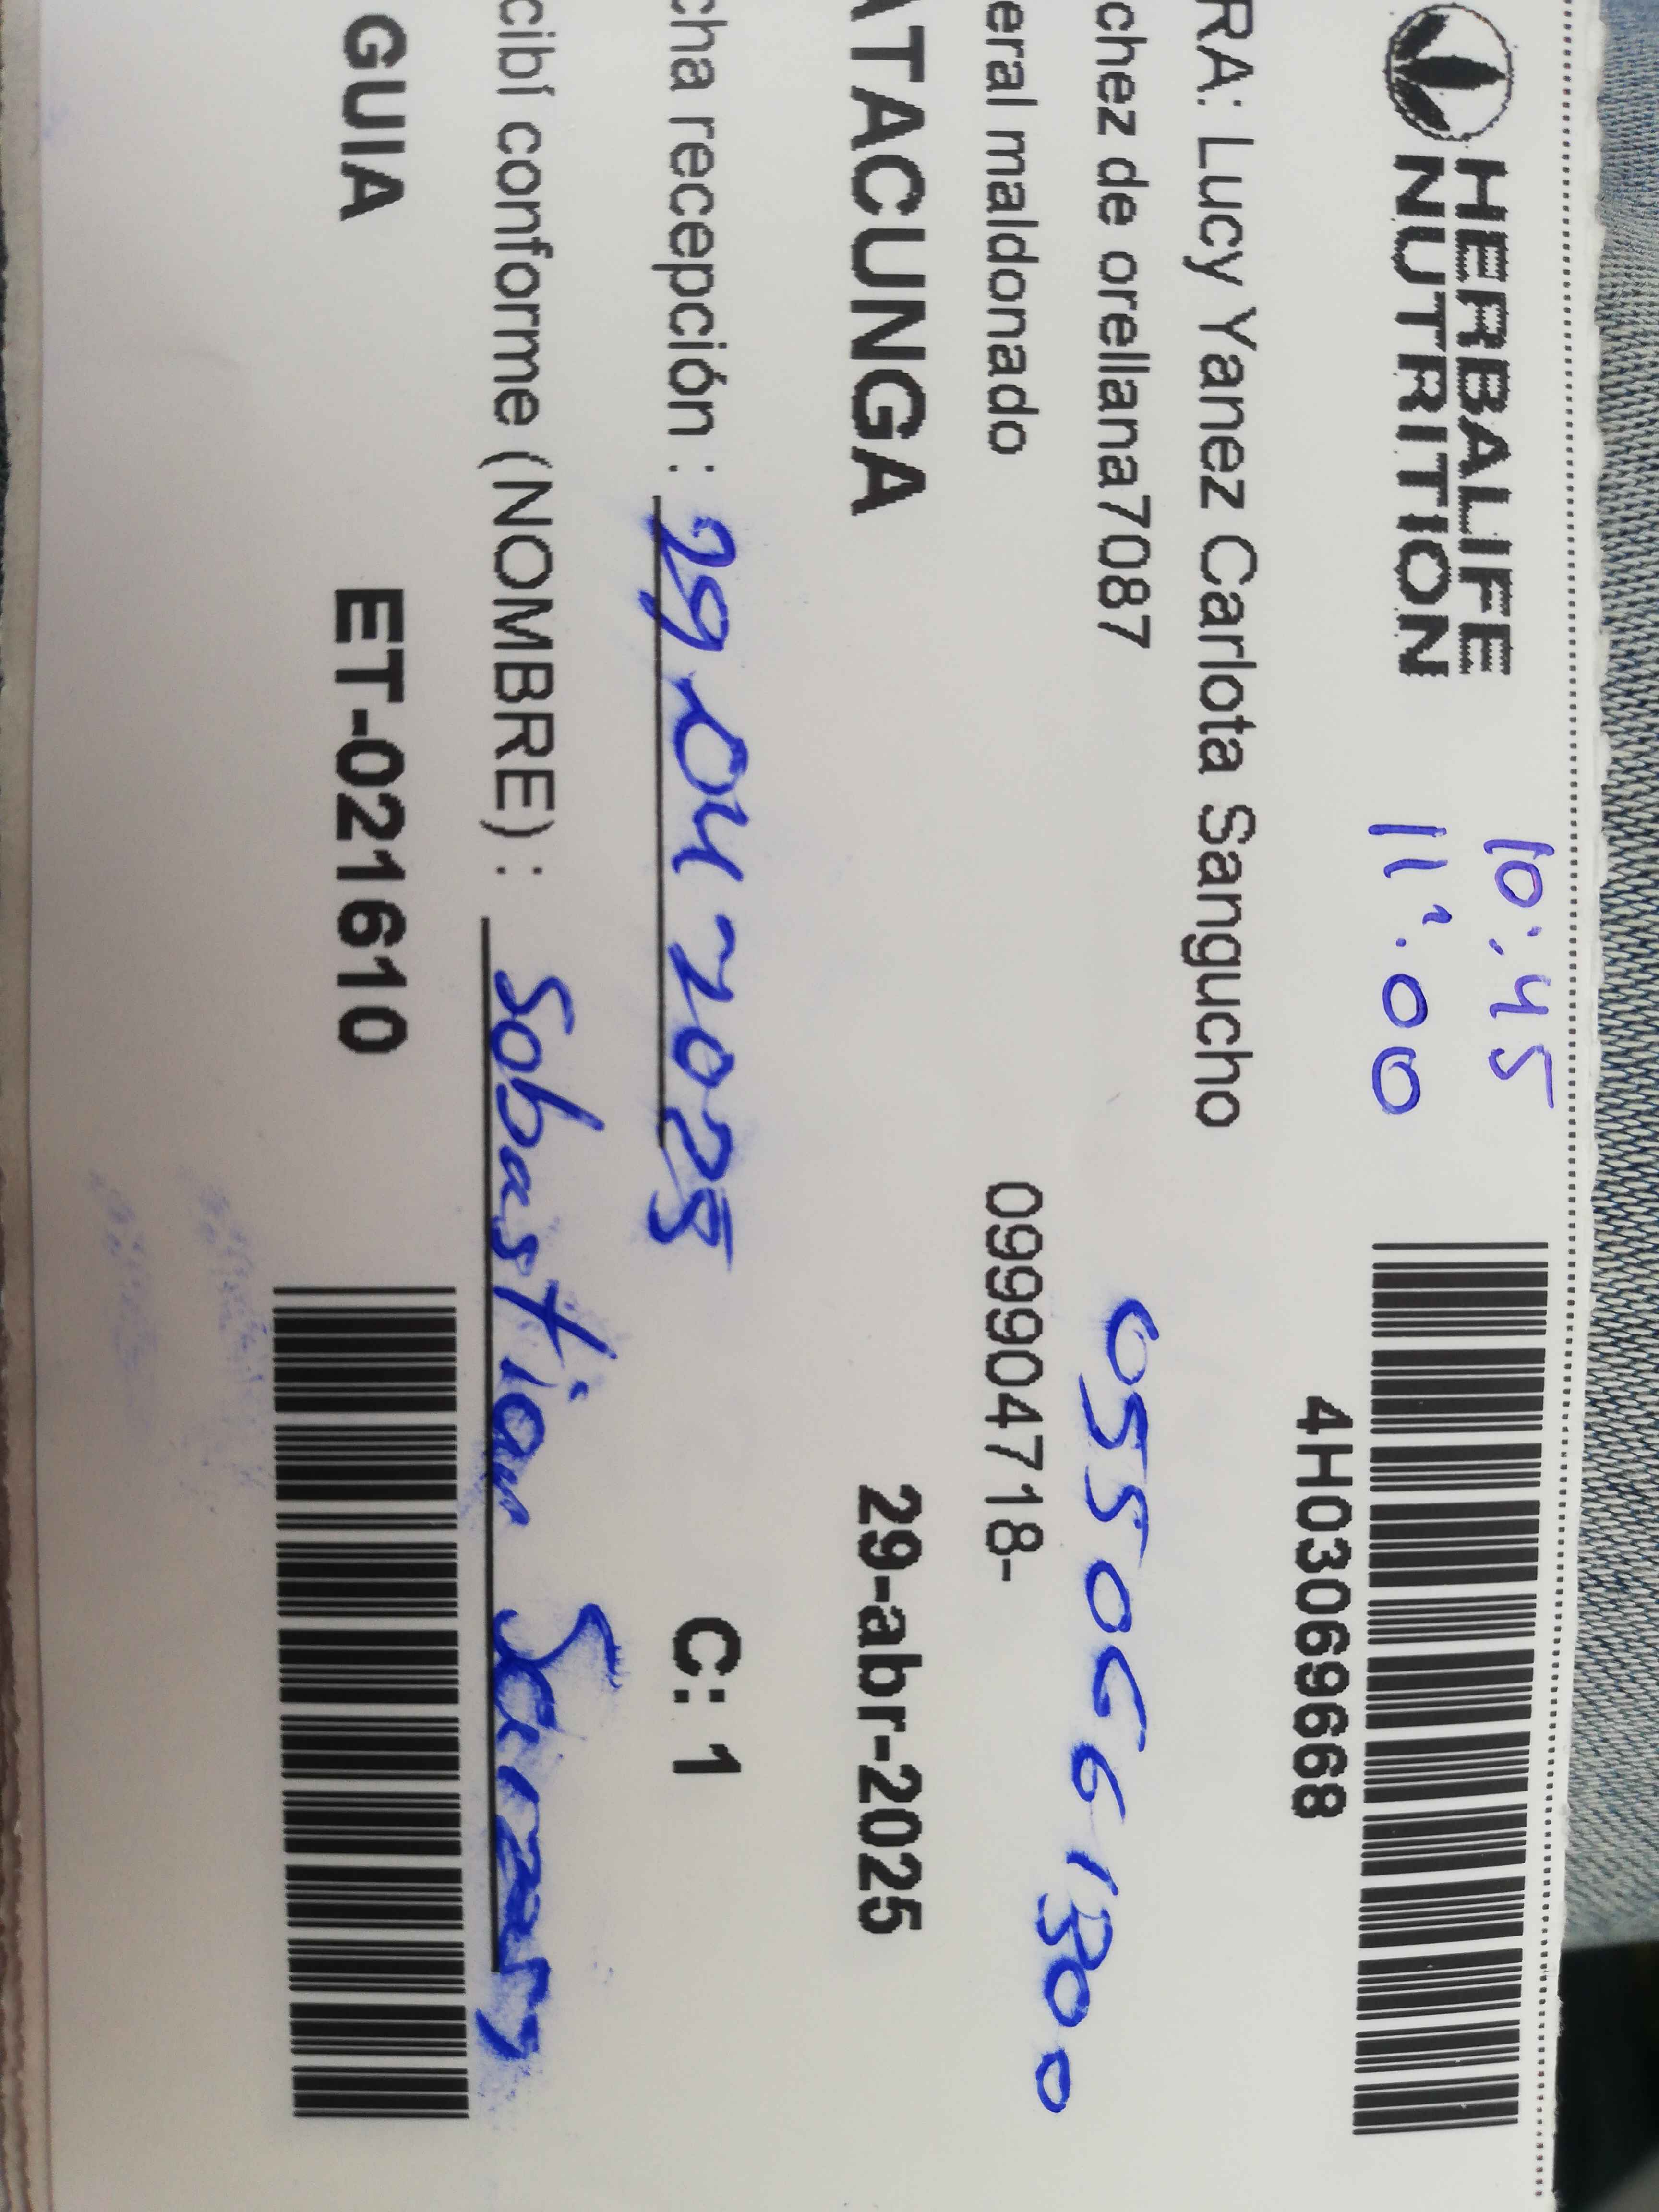 HERBALIFE
NUTRITION
10:45
11:00
4H03069668
RA: Lucy Yanez Carlota Sangucho
chez de orellana7087
0550661300
eral maldonado 099904718-
ATACUNGA 29-abr-2025
cha recepción : 29 04 2025 C: 1
cibí conforme (NOMBRE) : Sebastian
GUIA ET-021610